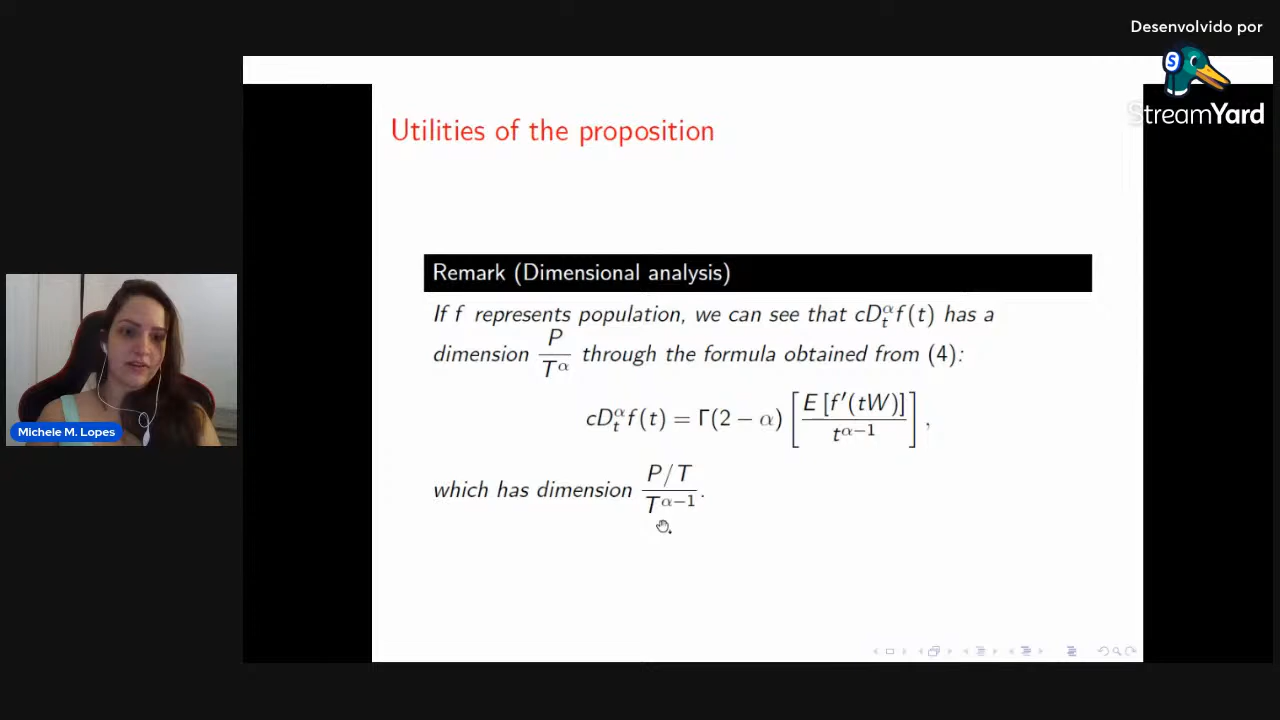 Desenvolvido por
StreamYard
Utilities of the proposition
Remark (Dimensional analysis)
If f represents population, we can see that cD_t^α f(t) has a
dimension P/T^α through the formula obtained from (4):
cD_t^α f(t) = Γ(2 − α) [E [f′(tW)] / t^{α−1}],
which has dimension (P/T)/T^{α−1}.
Michele M. Lopes